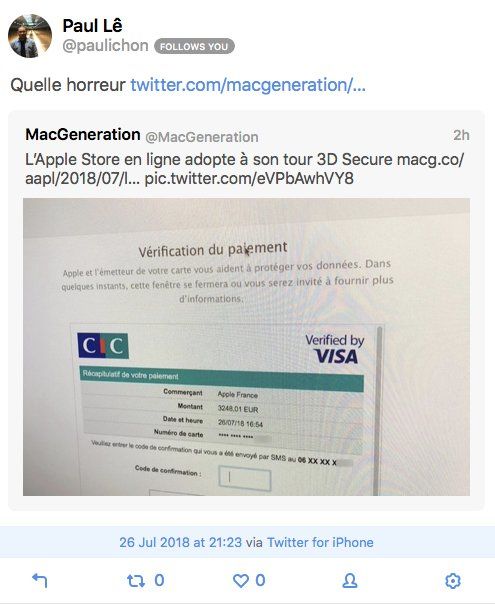 Paul Lê
@paulichon FOLLOWS YOU
Quelle horreur twitter.com/macgeneration/...
MacGeneration @MacGeneration 2h
L'Apple Store en ligne adopte à son tour 3D Secure macg.co/
aapl/2018/07/l... pic.twitter.com/eVPbAwhVY8
Vérification du paiement
Apple et l'émetteur de votre carte vous aident à protéger vos données. Dans
quelques instants, cette fenêtre se fermera ou vous serez invité à fournir plus
d'informations.
CIC
Verified by
VISA
Récapitulatif de votre paiement
Commerçant Apple France
Montant 3248,01 EUR
Date et heure 26/07/18 16:54
Numéro de carte **** **** ****
Veuillez entrer le code de confirmation qui vous a été envoyé par SMS au 06 XX XX X
Code de confirmation :
26 Jul 2018 at 21:23 via Twitter for iPhone
0 0